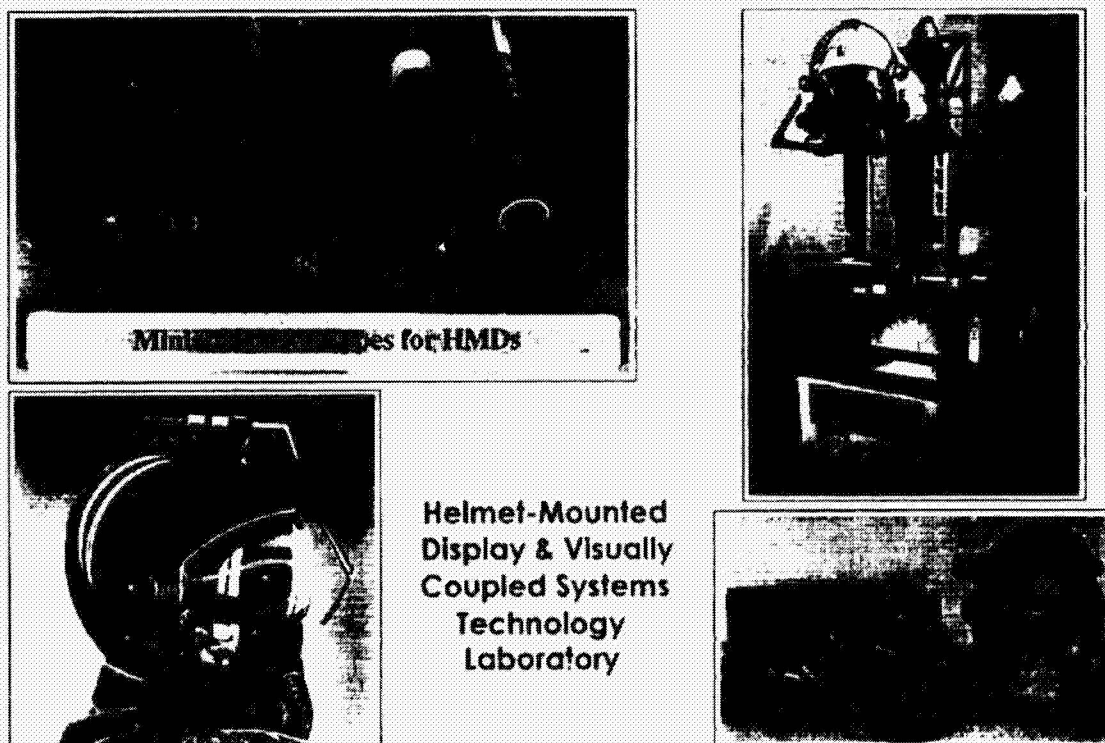 for HMDs
Helmet-Mounted
Display & Visually
Coupled Systems
Technology
Laboratory